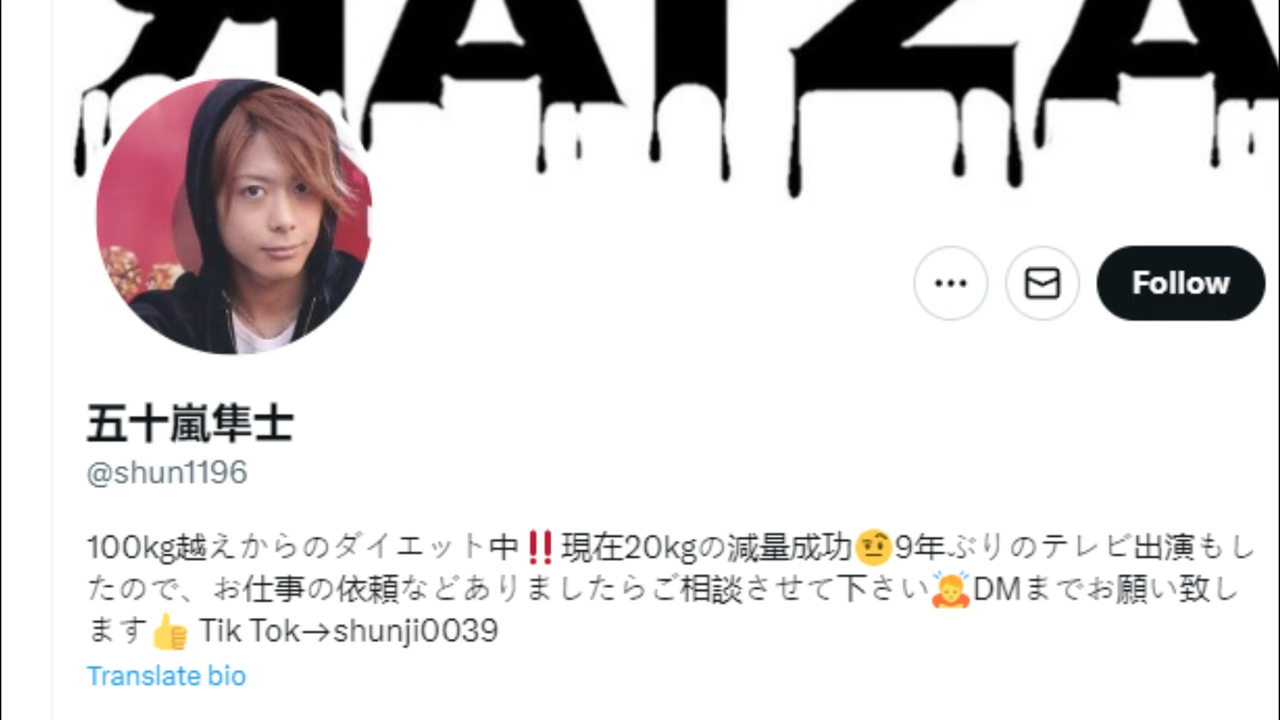 RAIZA
Follow
五十嵐隼士
@shun1196
100kg越えからのダイエット中‼️現在20kgの減量成功🤨9年ぶりのテレビ出演もし
たので、お仕事の依頼などありましたらご相談させて下さい🙇DMまでお願い致し
ます👍 Tik Tok→shunji0039
Translate bio